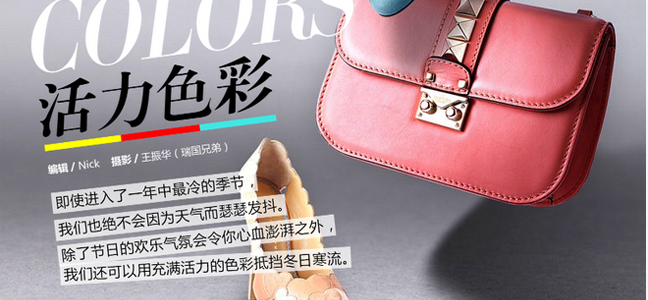 COLORS
活力色彩
编辑 / Nick 摄影 / 王振华(瑞国兄弟)
即使进入了一年中最冷的季节,
我们也绝不会因为天气而瑟瑟发抖。
除了节日的欢乐气氛会令你心血澎湃之外,
我们还可以用充满活力的色彩抵挡冬日寒流。